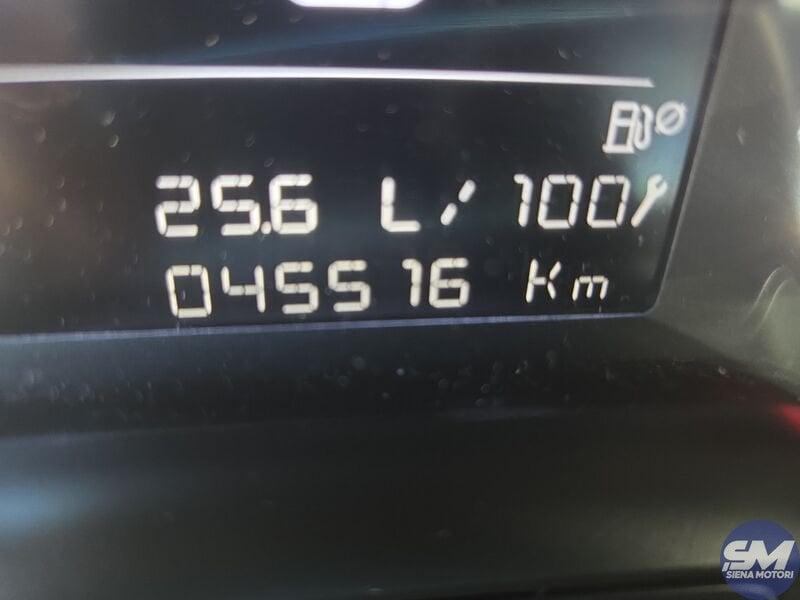 25.6 L/100
045516 Km
SM
SIENA MOTORI